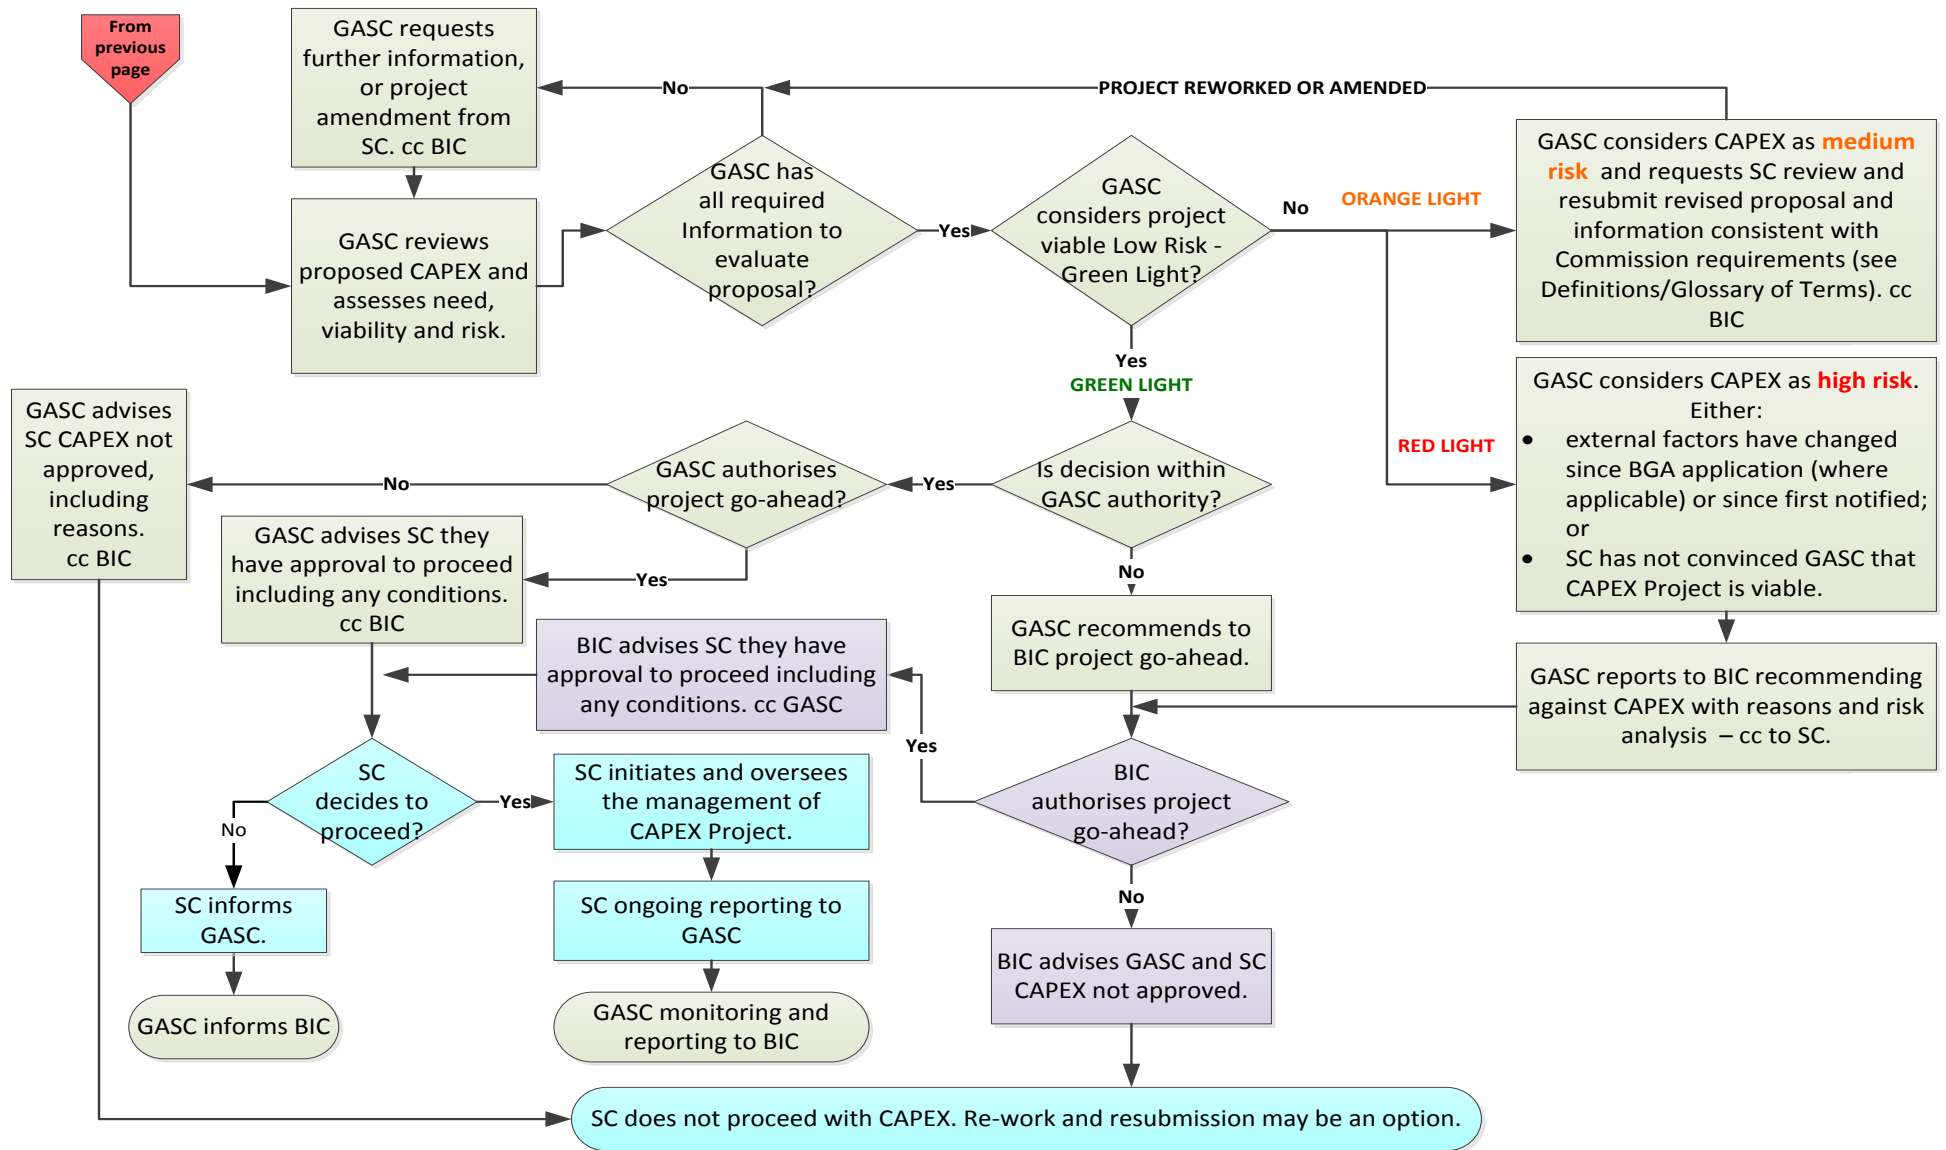 From
previous
page
GASC requests
further information,
or project
amendment from
SC. cc BIC
No
PROJECT REWORKED OR AMENDED
GASC reviews
proposed CAPEX and
assesses need,
viability and risk.
GASC has
all required
Information to
evaluate
proposal?
Yes
GASC
considers project
viable Low Risk -
Green Light?
No
ORANGE LIGHT
GASC considers CAPEX as medium
risk and requests SC review and
resubmit revised proposal and
information consistent with
Commission requirements (see
Definitions/Glossary of Terms). cc
BIC
Yes
GREEN LIGHT
RED LIGHT
GASC considers CAPEX as high risk.
Either:
• external factors have changed
since BGA application (where
applicable) or since first notified;
or
• SC has not convinced GASC that
CAPEX Project is viable.
GASC advises
SC CAPEX not
approved,
including
reasons.
cc BIC
No
GASC authorises
project go-ahead?
Yes
Is decision within
GASC authority?
GASC advises SC they
have approval to proceed
including any conditions.
cc BIC
Yes
No
BIC advises SC they have
approval to proceed including
any conditions. cc GASC
GASC recommends to
BIC project go-ahead.
GASC reports to BIC recommending
against CAPEX with reasons and risk
analysis – cc to SC.
Yes
SC
decides to
proceed?
Yes
SC initiates and oversees
the management of
CAPEX Project.
BIC
authorises project
go-ahead?
No
SC informs
GASC.
SC ongoing reporting to
GASC
No
BIC advises GASC and SC
CAPEX not approved.
GASC informs BIC
GASC monitoring and
reporting to BIC
SC does not proceed with CAPEX. Re-work and resubmission may be an option.